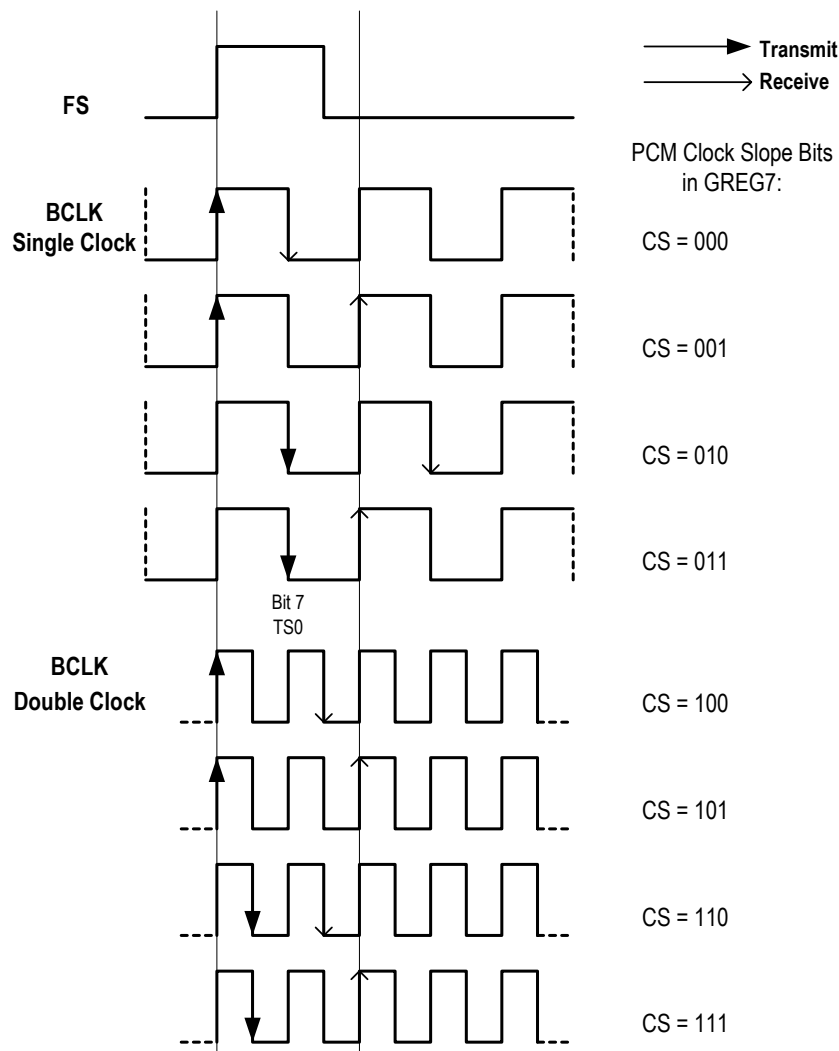 Transmit
FS
Receive
PCM Clock Slope Bits
in GREG7:
BCLK
Single Clock
CS = 000
CS = 001
CS = 010
CS = 011
Bit 7
TS0
BCLK
Double Clock
CS = 100
CS = 101
CS = 110
CS = 111